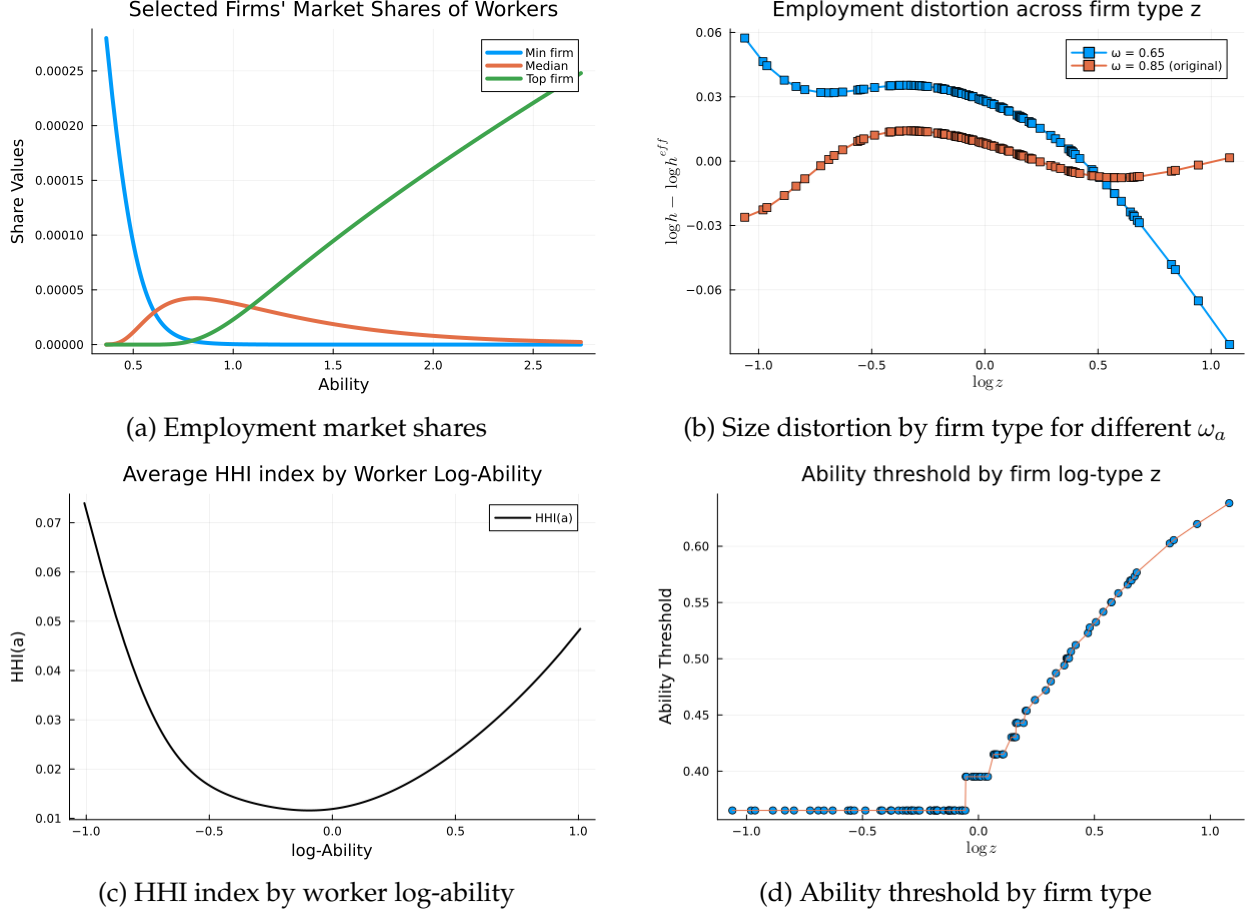 Selected Firms' Market Shares of Workers
Min firm
Median
Top firm
0.00025
0.00020
0.00015
0.00010
0.00005
0.00000
Share Values
0.5
1.0
1.5
2.0
2.5
Ability
(a) Employment market shares
Employment distortion across firm type z
ω = 0.65
ω = 0.85 (original)
0.06
0.03
0.00
−0.03
−0.06
log h − log h^{eff}
−1.0
−0.5
0.0
0.5
1.0
log z
(b) Size distortion by firm type for different ωₐ
Average HHI index by Worker Log-Ability
HHI(a)
0.07
0.06
0.05
0.04
0.03
0.02
0.01
HHI(a)
−1.0
−0.5
0.0
0.5
1.0
log-Ability
(c) HHI index by worker log-ability
Ability threshold by firm log-type z
0.60
0.55
0.50
0.45
0.40
Ability Threshold
−1.0
−0.5
0.0
0.5
1.0
log z
(d) Ability threshold by firm type